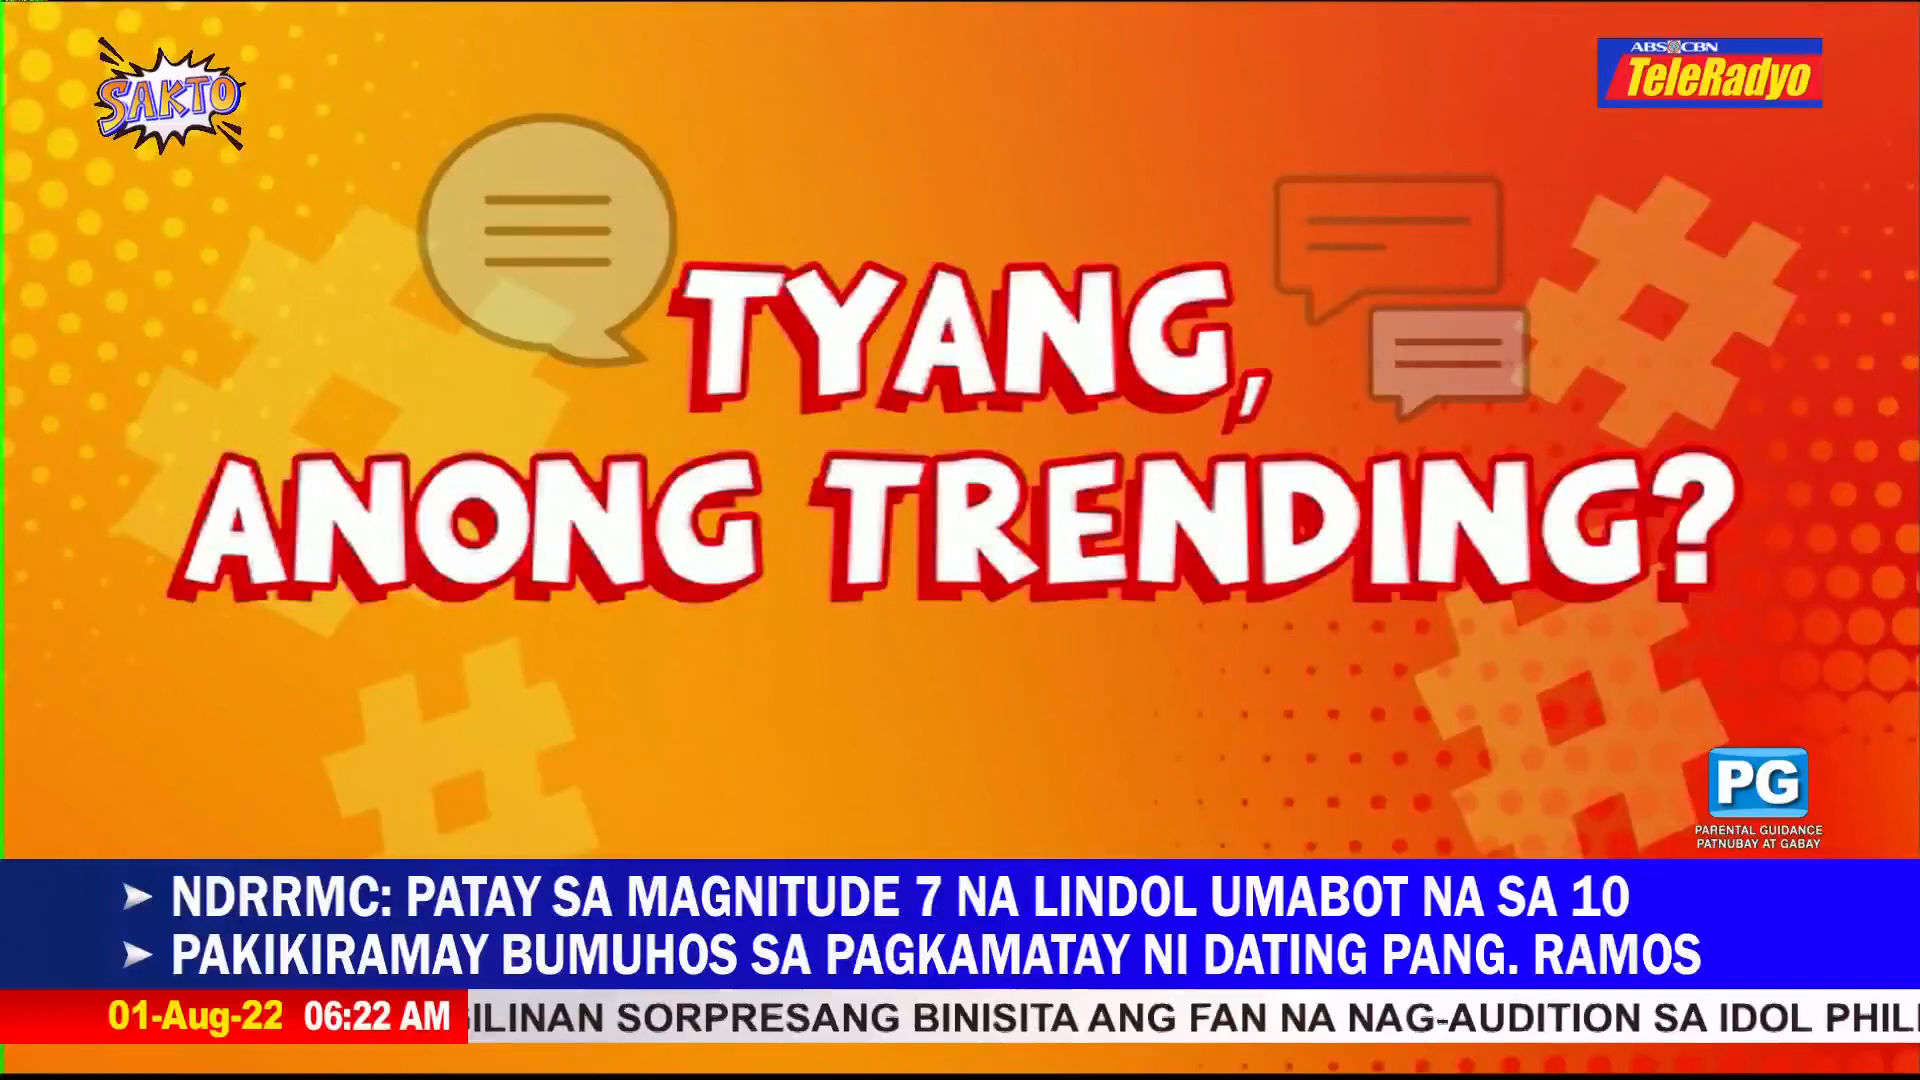 SAKTO
ABS CBN
TeleRadyo
TYANG,
ANONG TRENDING?
PG
PARENTAL GUIDANCE
PATNUBAY AT GABAY
NDRRMC: PATAY SA MAGNITUDE 7 NA LINDOL UMABOT NA SA 10
PAKIKIRAMAY BUMUHOS SA PAGKAMATAY NI DATING PANG. RAMOS
01-Aug-22 06:22 AM
SORPRESANG BINISITA ANG FAN NA NAG-AUDITION SA IDOL